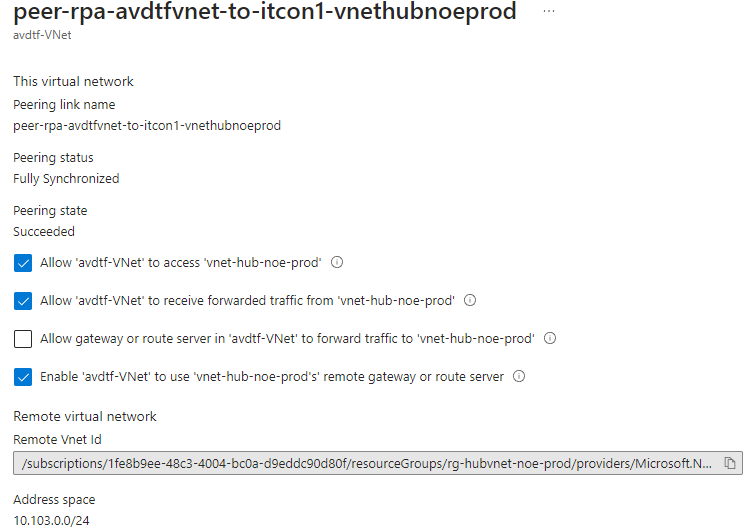 peer-rpa-avdtfvnet-to-itcon1-vnethubnoeprod ...
avdtf-VNet
This virtual network
Peering link name
peer-rpa-avdtfvnet-to-itcon1-vnethubnoeprod
Peering status
Fully Synchronized
Peering state
Succeeded
Allow 'avdtf-VNet' to access 'vnet-hub-noe-prod'
Allow 'avdtf-VNet' to receive forwarded traffic from 'vnet-hub-noe-prod'
Allow gateway or route server in 'avdtf-VNet' to forward traffic to 'vnet-hub-noe-prod'
Enable 'avdtf-VNet' to use 'vnet-hub-noe-prod's' remote gateway or route server
Remote virtual network
Remote Vnet Id
/subscriptions/1fe8b9ee-48c3-4004-bc0a-d9eddc90d80f/resourceGroups/rg-hubvnet-noe-prod/providers/Microsoft.N...
Address space
10.103.0.0/24